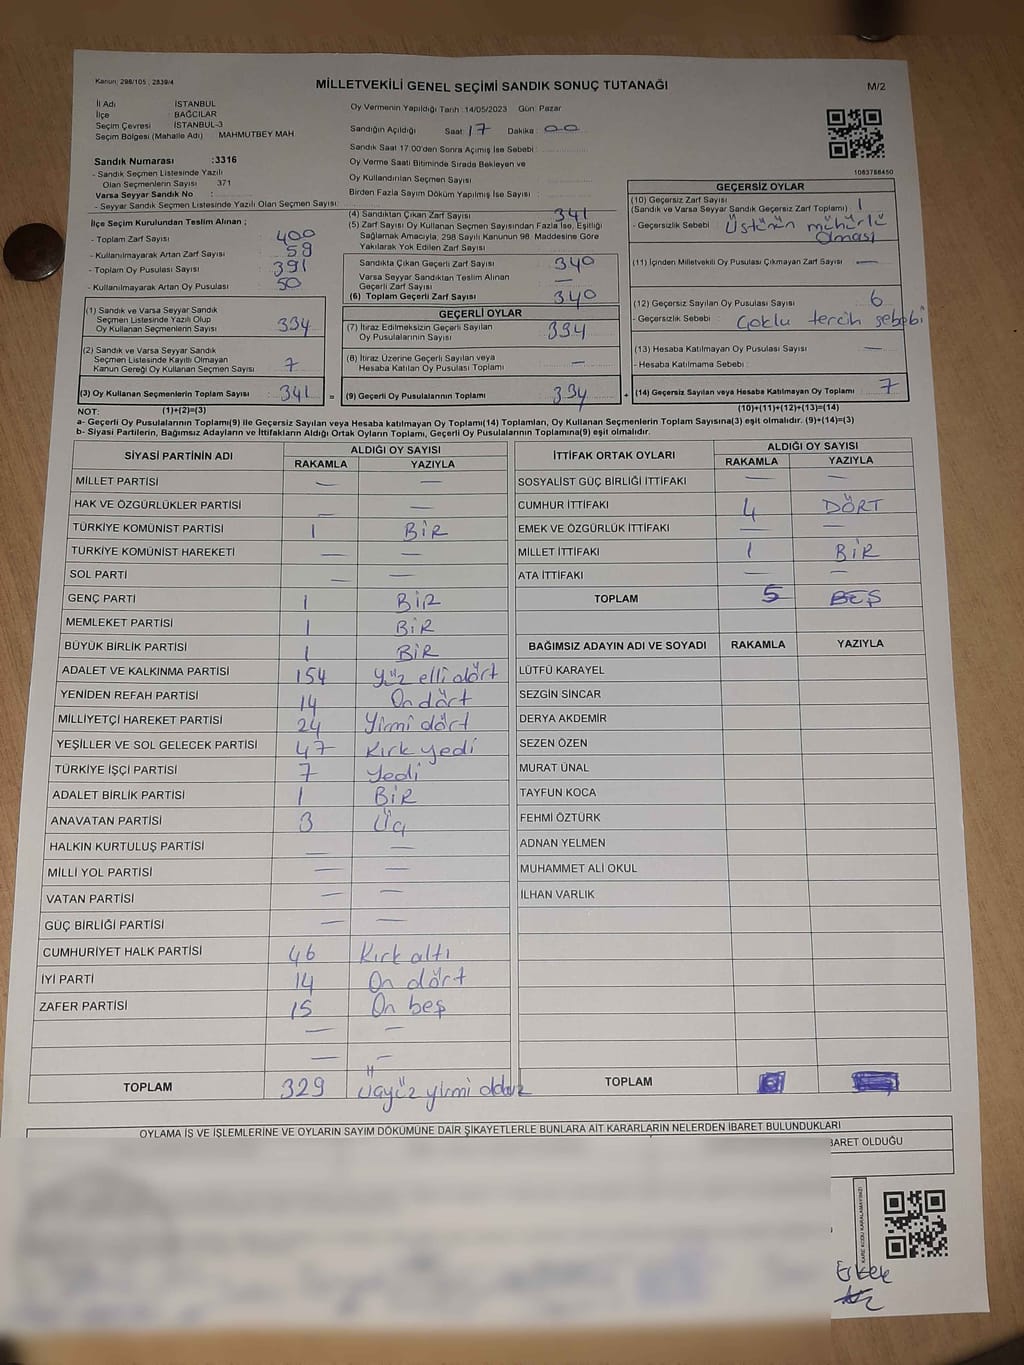 Kanun: 298/105 , 2839/4
MİLLETVEKİLİ GENEL SEÇİMİ SANDIK SONUÇ TUTANAĞI
M/2
İl Adı İSTANBUL
İlçe BAĞCILAR
Seçim Çevresi İSTANBUL-3
Seçim Bölgesi (Mahalle Adı) MAHMUTBEY MAH
Sandık Numarası :3316
- Sandık Seçmen Listesinde Yazılı
Olan Seçmenlerin Sayısı 371
Varsa Seyyar Sandık No :
- Seyyar Sandık Seçmen Listesinde Yazılı Olan Seçmen Sayısı:
Oy Vermenin Yapıldığı Tarih :14/05/2023 Gün: Pazar
Sandığın Açıldığı Saat 17 Dakika : 00
Sandık Saat 17:00'den Sonra Açımış İse Sebebi :
Oy Verme Saati Bitiminde Sırada Bekleyen ve
Oy Kullandırılan Seçmen Sayısı :
Birden Fazla Sayım Döküm Yapılmış İse Sayısı :
1063786450
İlçe Seçim Kurulundan Teslim Alınan ;
- Toplam Zarf Sayısı : 400
- Kullanılmayarak Artan Zarf Sayısı : 59
- Toplam Oy Pusulası Sayısı : 391
- Kullanılmayarak Artan Oy Pusulası : 50
(1) Sandık ve Varsa Seyyar Sandık
Seçmen Listesinde Yazılı Olup
Oy Kullanan Seçmenlerin Sayısı : 334
(2) Sandık ve Varsa Seyyar Sandık
Seçmen Listesinde Kayıtlı Olmayan
Kanun Gereği Oy Kullanan Seçmen Sayısı : 7
(3) Oy Kullanan Seçmenlerin Toplam Sayısı : 341 =
(4) Sandıktan Çıkan Zarf Sayısı : 341
(5) Zarf Sayısı Oy Kullanan Seçmen Sayısından Fazla İse, Eşitliği
Sağlamak Amacıyla, 298 Sayılı Kanunun 98. Maddesine Göre
Yakılarak Yok Edilen Zarf Sayısı :
Sandıkta Çıkan Geçerli Zarf Sayısı : 340
Varsa Seyyar Sandıktan Teslim Alınan
Geçerli Zarf Sayısı : —
(6) Toplam Geçerli Zarf Sayısı : 340
GEÇERLİ OYLAR
(7) İtiraz Edilmeksizin Geçerli Sayılan
Oy Pusulalarının Sayısı : 334
(8) İtiraz Üzerine Geçerli Sayılan veya
Hesaba Katılan Oy Pusulası Toplamı : —
(9) Geçerli Oy Pusulalarının Toplamı : 334 +
GEÇERSİZ OYLAR
(10) Geçersiz Zarf Sayısı
(Sandık ve Varsa Seyyar Sandık Geçersiz Zarf Toplamı) : 1
- Geçersizlik Sebebi : Üstünün mühürlü
olması
(11) İçinden Milletvekili Oy Pusulası Çıkmayan Zarf Sayısı : —
(12) Geçersiz Sayılan Oy Pusulası Sayısı : 6
- Geçersizlik Sebebi : Çoklu tercih sebebi
(13) Hesaba Katılmayan Oy Pusulası Sayısı : —
- Hesaba Katılmama Sebebi :
(14) Geçersiz Sayılan veya Hesaba Katılmayan Oy Toplamı : 7
NOT: (1)+(2)=(3)
(10)+(11)+(12)+(13)=(14)
a- Geçerli Oy Pusulalarının Toplamı(9) ile Geçersiz Sayılan veya Hesaba katılmayan Oy Toplamı(14) Toplamları, Oy Kullanan Seçmenlerin Toplam Sayısına(3) eşit olmalıdır. (9)+(14)=(3)
b- Siyasi Partilerin, Bağımsız Adayların ve İttifakların Aldığı Ortak Oyların Toplamı, Geçerli Oy Pusulalarının Toplamına(9) eşit olmalıdır.
SİYASİ PARTİNİN ADI ALDIĞI OY SAYISI
RAKAMLA YAZIYLA
MİLLET PARTİSİ — —
HAK VE ÖZGÜRLÜKLER PARTİSİ — —
TÜRKİYE KOMÜNİST PARTİSİ 1 BİR
TÜRKİYE KOMÜNİST HAREKETİ — —
SOL PARTİ — —
GENÇ PARTİ 1 BİR
MEMLEKET PARTİSİ 1 BİR
BÜYÜK BİRLİK PARTİSİ 1 BİR
ADALET VE KALKINMA PARTİSİ 154 Yüz elli dört
YENİDEN REFAH PARTİSİ 14 On dört
MİLLİYETÇİ HAREKET PARTİSİ 24 Yirmi dört
YEŞİLLER VE SOL GELECEK PARTİSİ 47 Kırk yedi
TÜRKİYE İŞÇİ PARTİSİ 7 Yedi
ADALET BİRLİK PARTİSİ 1 BİR
ANAVATAN PARTİSİ 3 Üç
HALKIN KURTULUŞ PARTİSİ — —
MİLLİ YOL PARTİSİ — —
VATAN PARTİSİ — —
GÜÇ BİRLİĞİ PARTİSİ — —
CUMHURİYET HALK PARTİSİ 46 Kırk altı
İYİ PARTİ 14 On dört
ZAFER PARTİSİ 15 On beş
— —
— —
TOPLAM 329 Üçyüz yirmi dokuz
İTTİFAK ORTAK OYLARI ALDIĞI OY SAYISI
RAKAMLA YAZIYLA
SOSYALİST GÜÇ BİRLİĞİ İTTİFAKI — —
CUMHUR İTTİFAKI 4 DÖRT
EMEK VE ÖZGÜRLÜK İTTİFAKI — —
MİLLET İTTİFAKI 1 BİR
ATA İTTİFAKI — —
TOPLAM 5 BEŞ
BAĞIMSIZ ADAYIN ADI VE SOYADI RAKAMLA YAZIYLA
LÜTFÜ KARAYEL
SEZGİN SİNCAR
DERYA AKDEMİR
SEZEN ÖZEN
MURAT ÜNAL
TAYFUN KOCA
FEHMİ ÖZTÜRK
ADNAN YELMEN
MUHAMMET ALİ OKUL
İLHAN VARLIK
TOPLAM
OYLAMA İŞ VE İŞLEMLERİNE VE OYLARIN SAYIM DÖKÜMÜNE DAİR ŞİKAYETLERLE BUNLARA AİT KARARLARIN NELERDEN İBARET BULUNDUKLARI
BARET OLDUĞU
KARE KODU KARALAMAYINIZ!